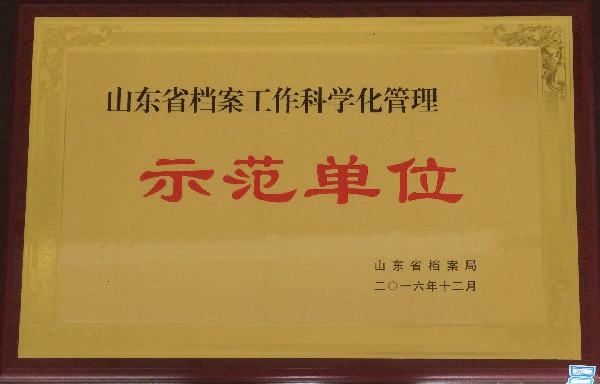 山东省档案工作科学化管理
示范单位
山东省档案局
二〇一六年十二月